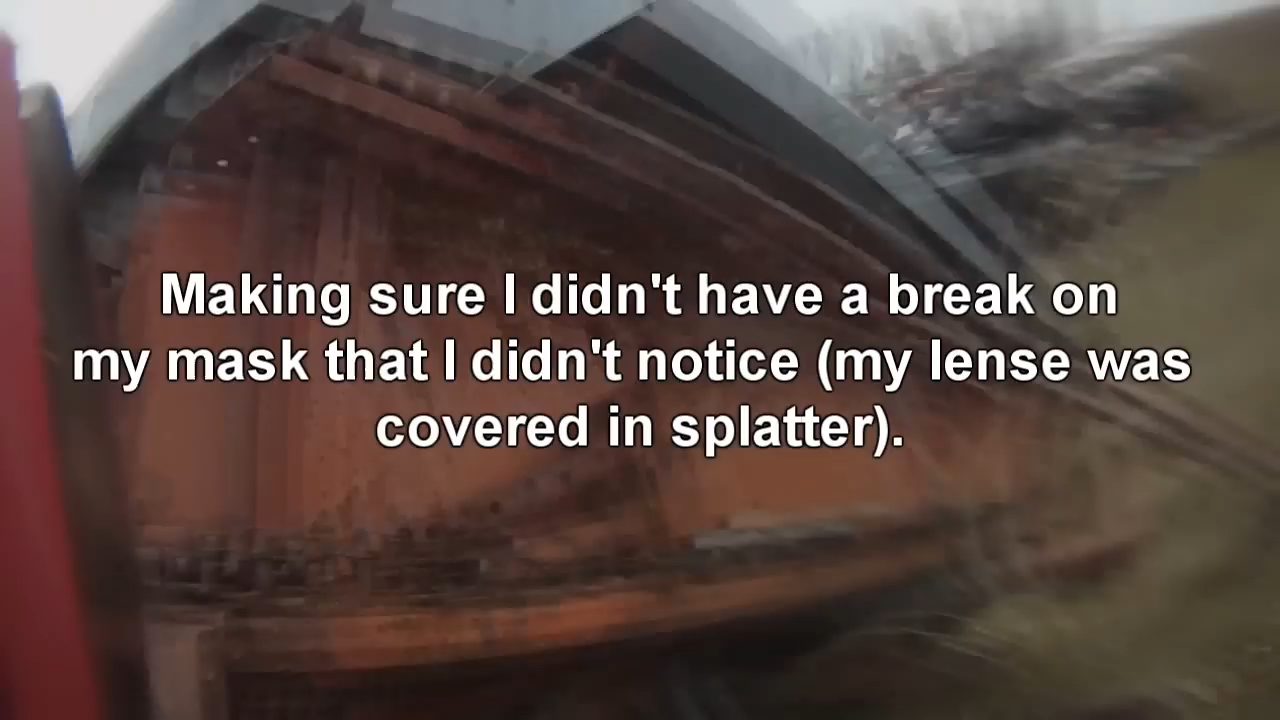 Making sure I didn't have a break on
my mask that I didn't notice (my lense was
covered in splatter).